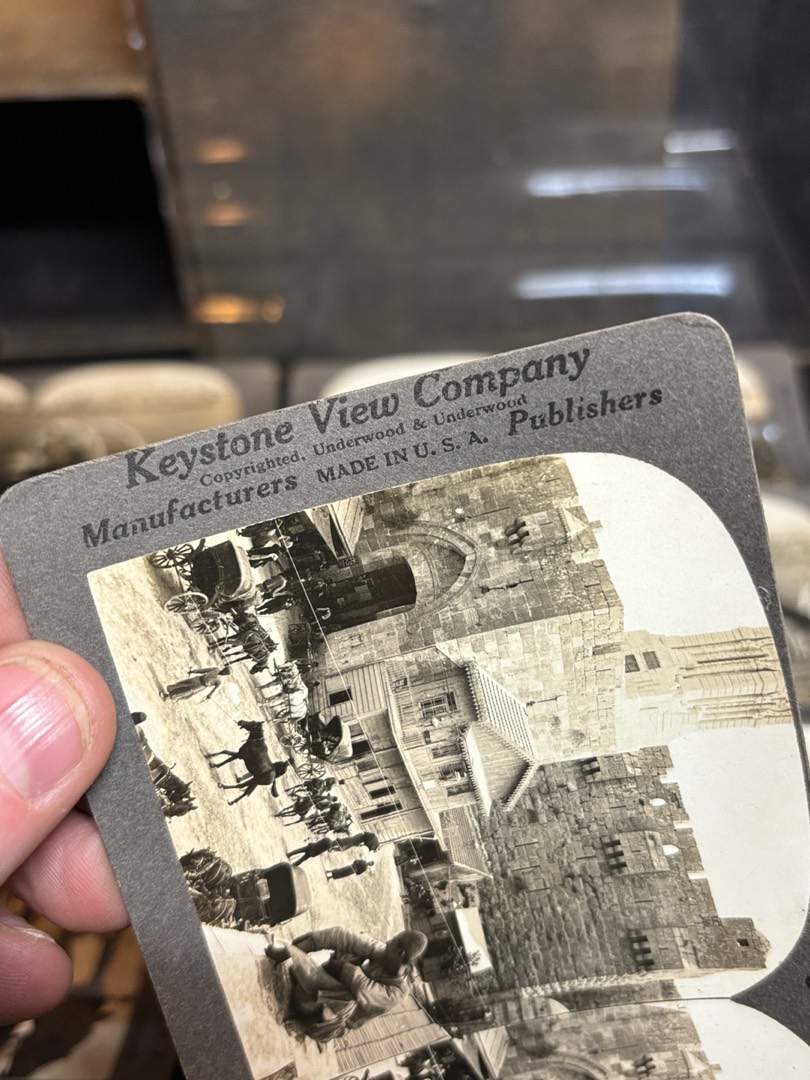 Keystone View Company
Copyrighted, Underwood & Underwood
Manufacturers MADE IN U. S. A. Publishers